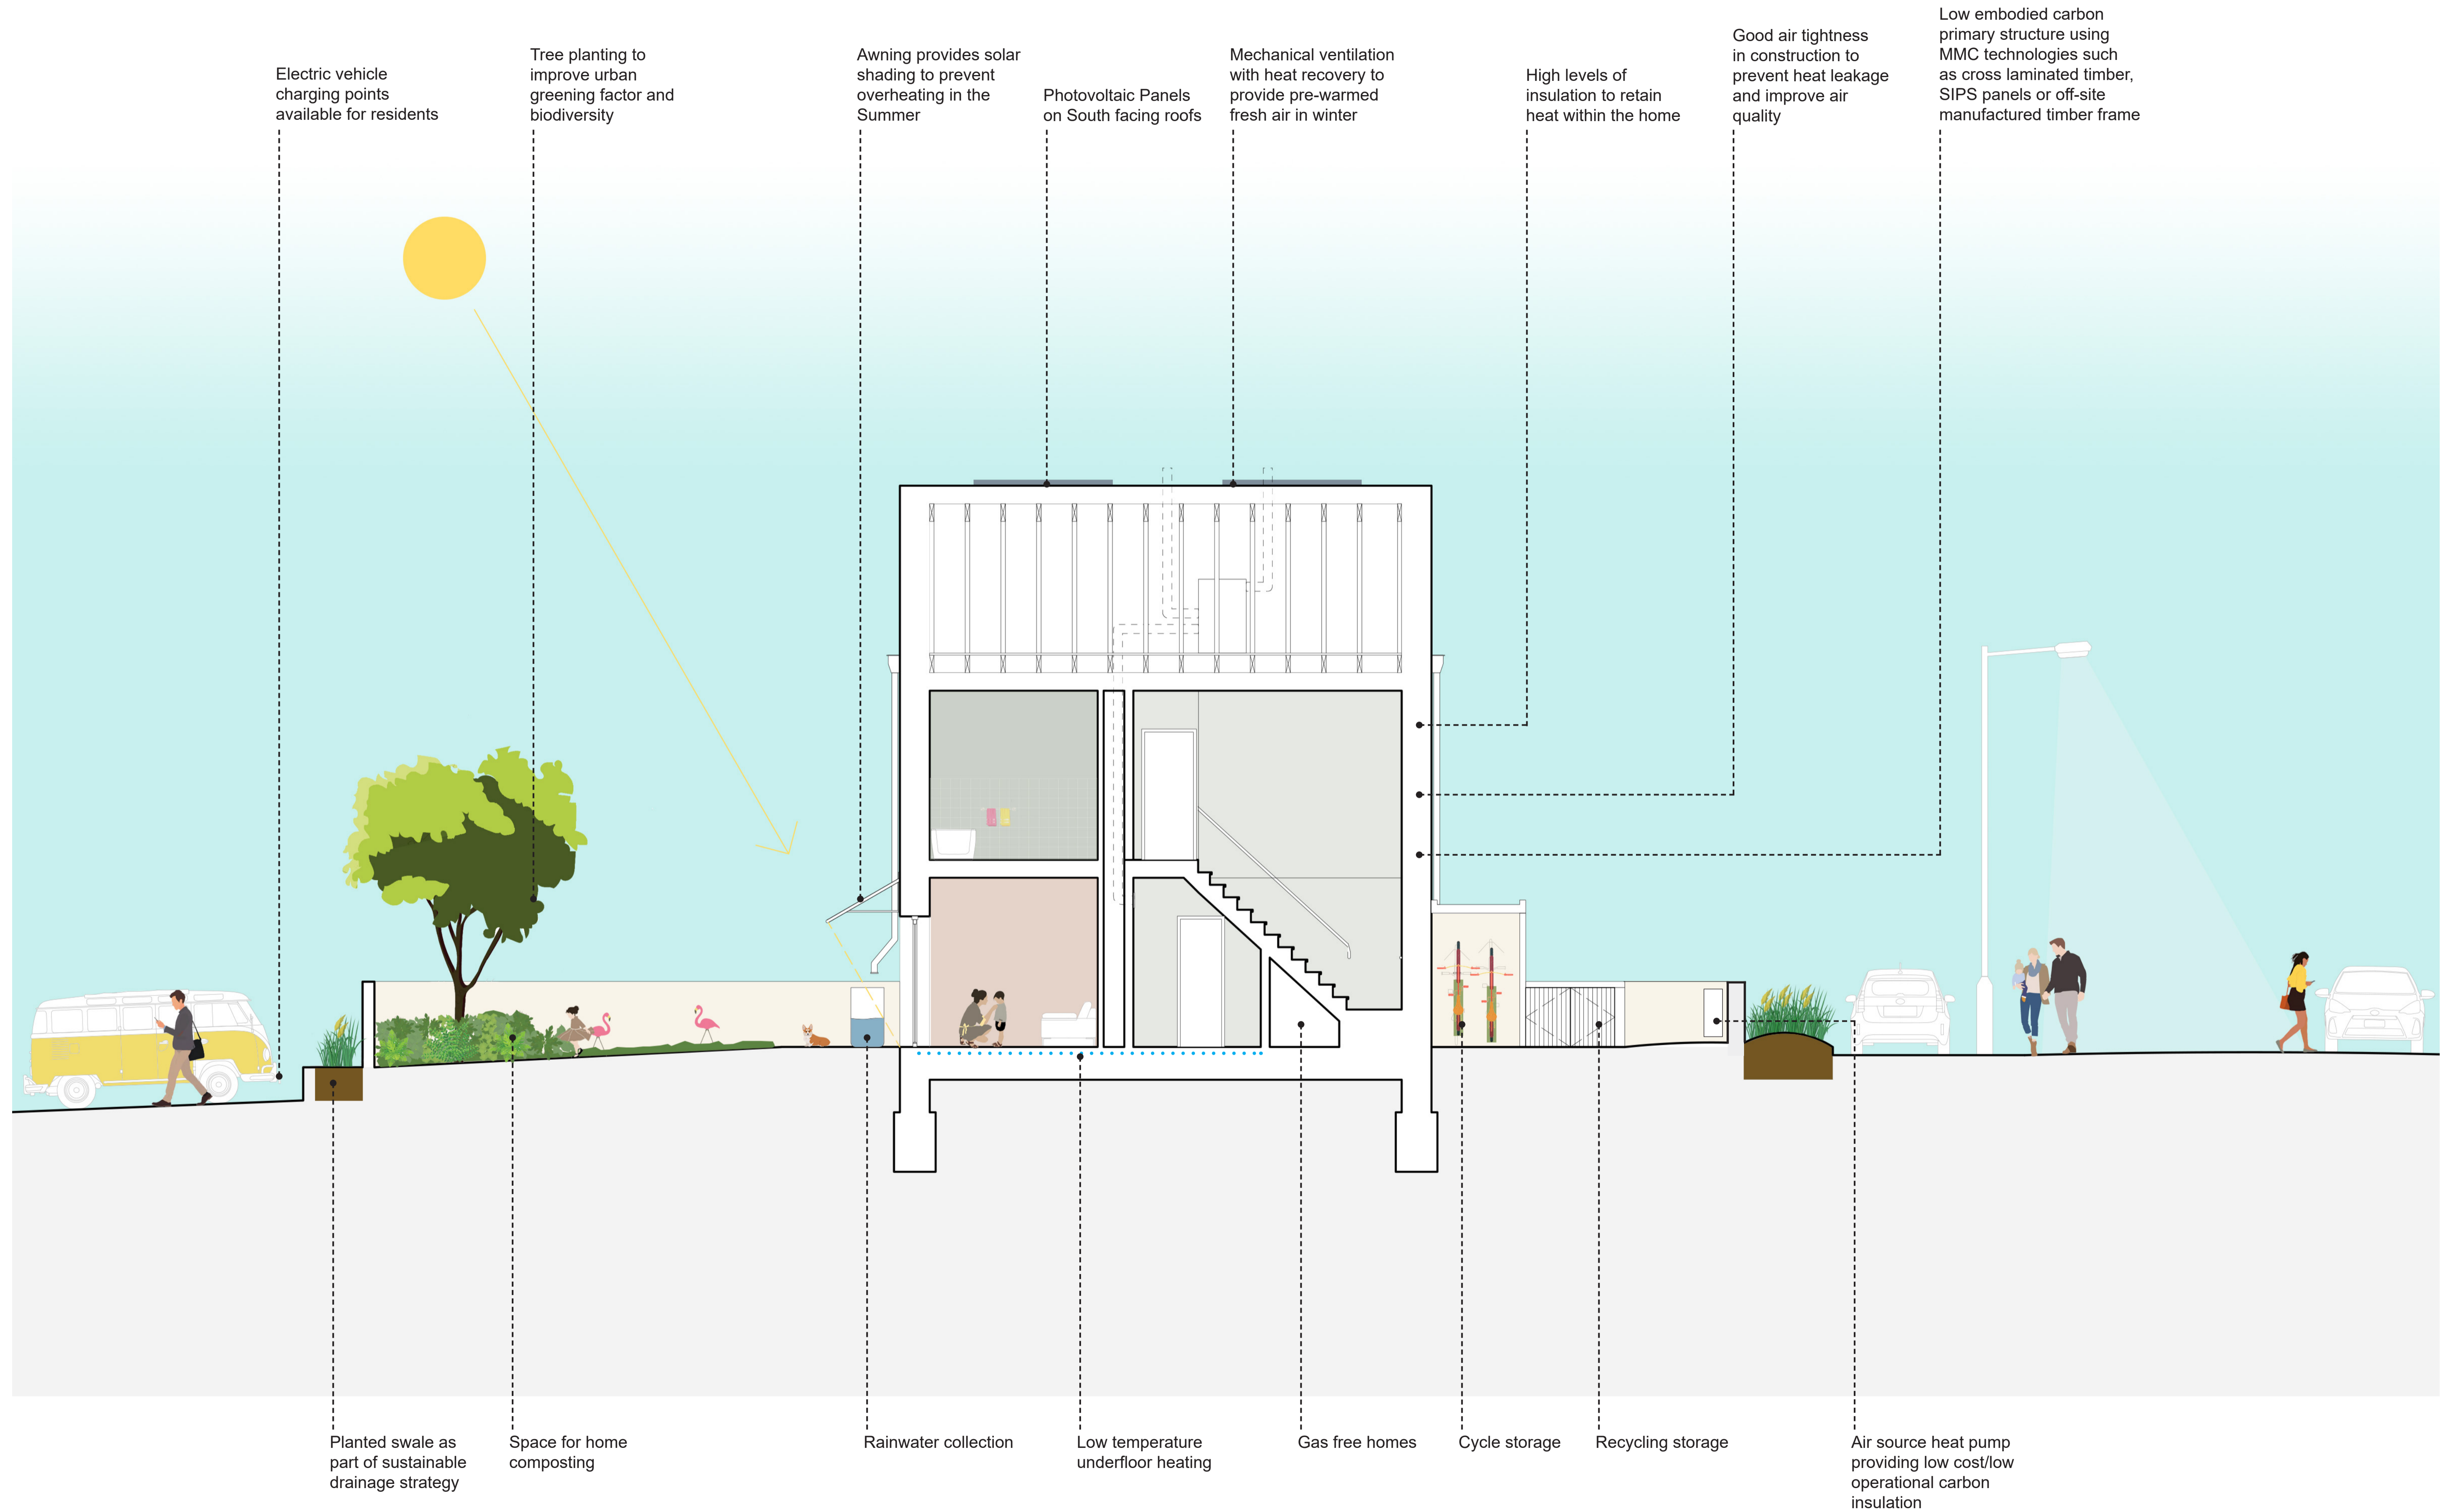 Electric vehicle
charging points
available for residents
Tree planting to
improve urban
greening factor and
biodiversity
Awning provides solar
shading to prevent
overheating in the
Summer
Photovoltaic Panels
on South facing roofs
Mechanical ventilation
with heat recovery to
provide pre-warmed
fresh air in winter
High levels of
insulation to retain
heat within the home
Good air tightness
in construction to
prevent heat leakage
and improve air
quality
Low embodied carbon
primary structure using
MMC technologies such
as cross laminated timber,
SIPS panels or off-site
manufactured timber frame
Planted swale as
part of sustainable
drainage strategy
Space for home
composting
Rainwater collection
Low temperature
underfloor heating
Gas free homes
Cycle storage
Recycling storage
Air source heat pump
providing low cost/low
operational carbon
insulation